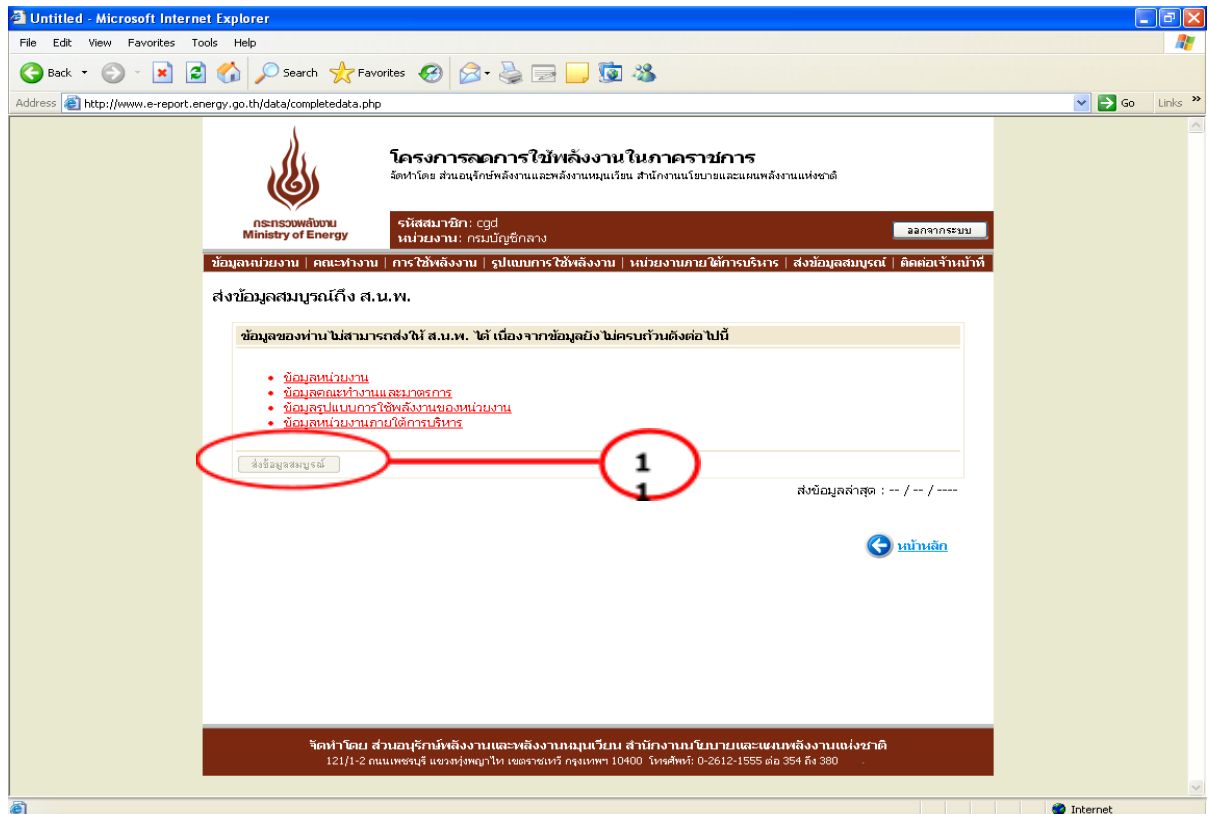 Untitled - Microsoft Internet Explorer
File Edit View Favorites Tools Help
Back Search Favorites
Address http://www.e-report.energy.go.th/data/completedata.php Go Links »
โครงการลดการใช้พลังงานในภาคราชการ
จัดทำโดย ส่วนอนุรักษ์พลังงานและพลังงานหมุนเวียน สำนักงานนโยบายและแผนพลังงานแห่งชาติ
กระทรวงพลังงาน
Ministry of Energy
รหัสสมาชิก: cgd
หน่วยงาน: กรมบัญชีกลาง
ออกจากระบบ
ข้อมูลหน่วยงาน | คณะทำงาน | การใช้พลังงาน | รูปแบบการใช้พลังงาน | หน่วยงานภายใต้การบริหาร | ส่งข้อมูลสมบูรณ์ | ติดต่อเจ้าหน้าที่
ส่งข้อมูลสมบูรณ์ถึง ส.น.พ.
ข้อมูลของท่านไม่สามารถส่งให้ ส.น.พ. ได้ เนื่องจากข้อมูลยังไม่ครบถ้วนดังต่อไปนี้
• ข้อมูลหน่วยงาน
• ข้อมูลคณะทำงานและมาตรการ
• ข้อมูลรูปแบบการใช้พลังงานของหน่วยงาน
• ข้อมูลหน่วยงานภายใต้การบริหาร
ส่งข้อมูลสมบูรณ์
1
1
ส่งข้อมูลล่าสุด : -- / -- / ----
หน้าหลัก
จัดทำโดย ส่วนอนุรักษ์พลังงานและพลังงานหมุนเวียน สำนักงานนโยบายและแผนพลังงานแห่งชาติ
121/1-2 ถนนเพชรบุรี แขวงทุ่งพญาไท เขตราชเทวี กรุงเทพฯ 10400 โทรศัพท์: 0-2612-1555 ต่อ 354 ถึง 380
Internet